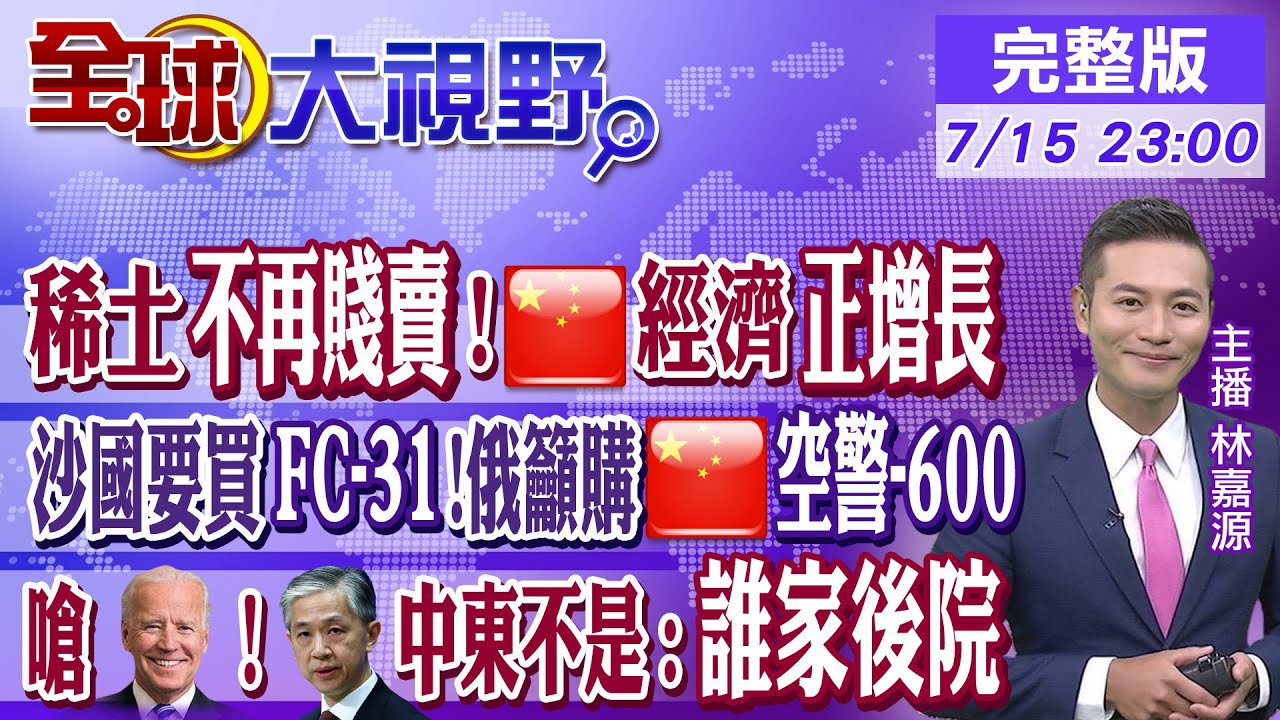 全球大視野
完整版
7/15 23:00
稀土不再賤賣!經濟正增長
沙國要買FC-31!俄籲購空警-600
嗆!中東不是:誰家後院
主播 林嘉源